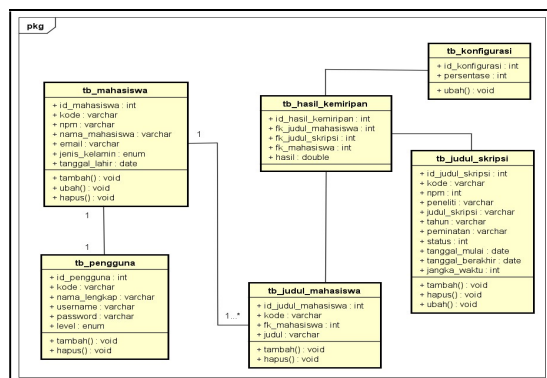 pkg
tb_konfigurasi
+ id_konfigurasi : int
+ persentase : int
+ ubah() : void
tb_mahasiswa
+ id_mahasiswa : int
+ kode : varchar
+ npm : varchar
+ nama_mahasiswa : varchar
+ email : varchar
+ jenis_kelamin : enum
+ tanggal_lahir : date
+ tambah() : void
+ ubah() : void
+ hapus() : void
1
1
1
tb_hasil_kemiripan
+ id_hasil_kemiripan : int
+ fk_judul_mahasiswa : int
+ fk_judul_skripsi : int
+ fk_mahasiswa : int
+ hasil : double
tb_judul_skripsi
+ id_judul_skripsi : int
+ kode : varchar
+ npm : int
+ peneliti : varchar
+ judul_skripsi : varchar
+ tahun : varchar
+ peminatan : varchar
+ status : int
+ tanggal_mulai : date
+ tanggal_berakhir : date
+ jangka_waktu : int
+ tambah() : void
+ hapus() : void
+ ubah() : void
tb_pengguna
+ id_pengguna : int
+ kode : varchar
+ nama_lengkap : varchar
+ username : varchar
+ password : varchar
+ level : enum
+ tambah() : void
+ hapus() : void
1...*
tb_judul_mahasiswa
+ id_judul_mahasiswa : int
+ kode : varchar
+ fk_mahasiswa : int
+ judul : varchar
+ tambah() : void
+ hapus() : void